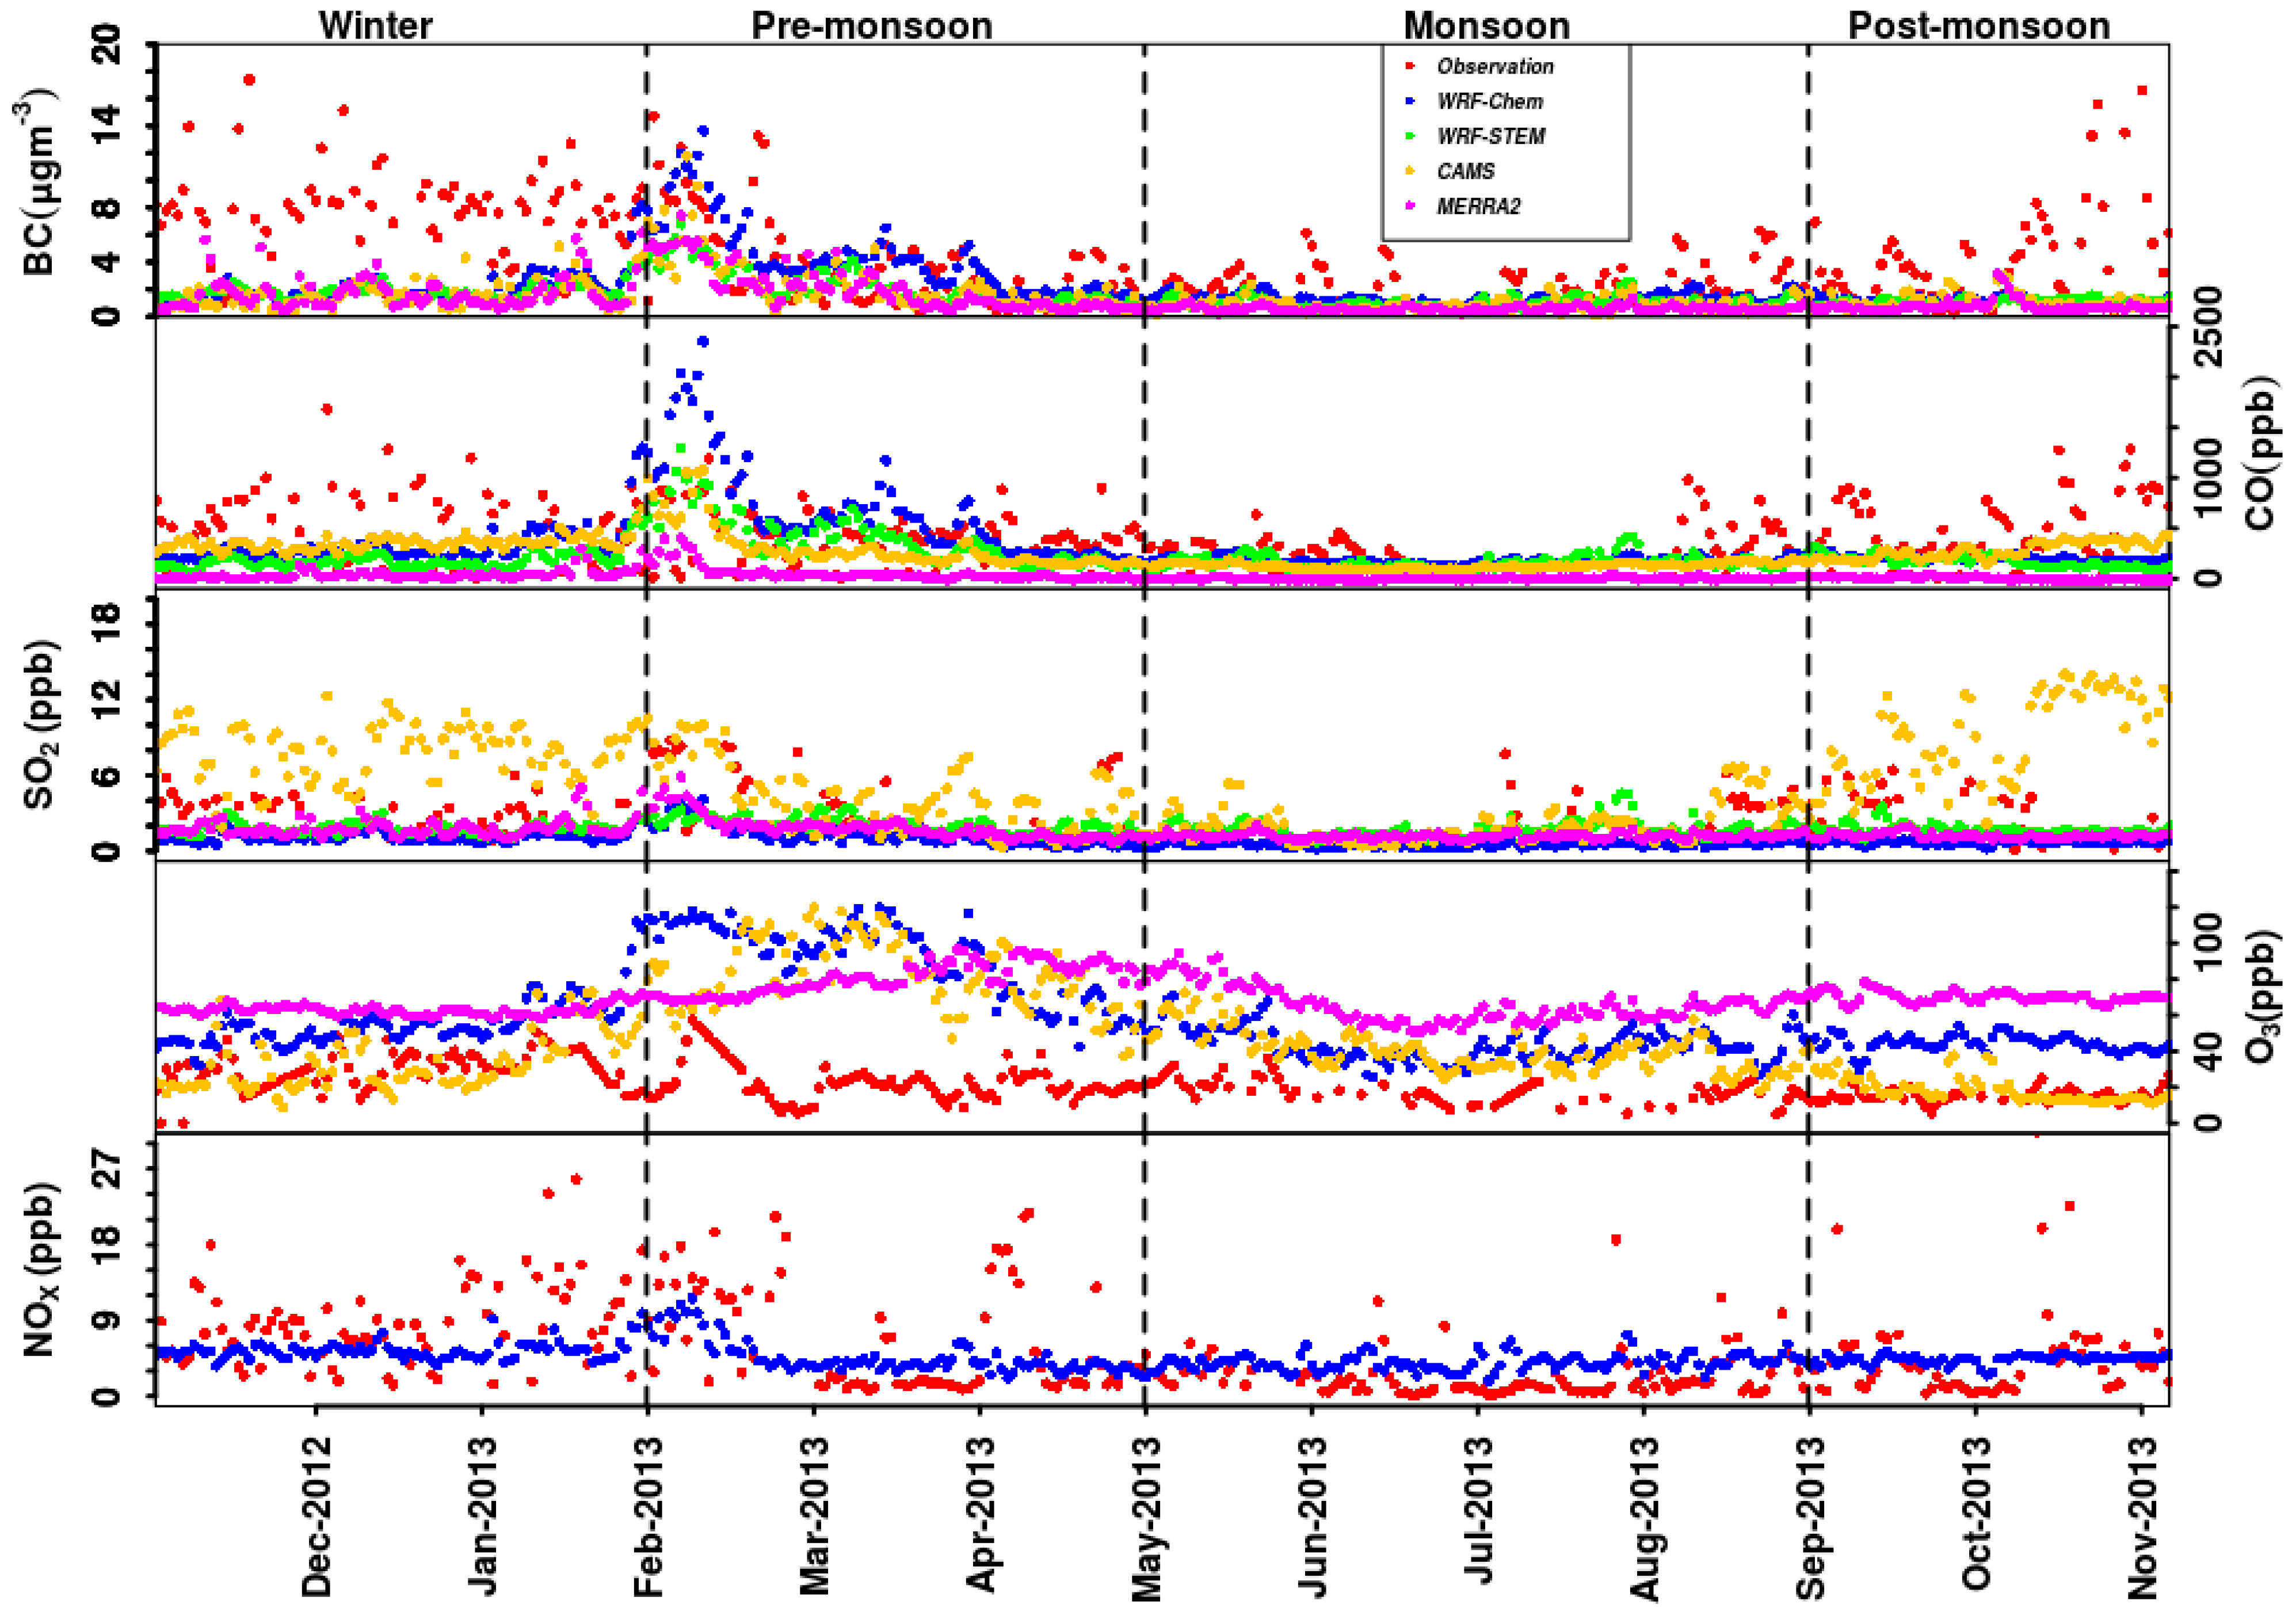 Winter Pre-monsoon Monsoon Post-monsoon
BC(μgm⁻³)
0 4 8 14 20
Observation
WRF-Chem
WRF-STEM
CAMS
MERRA2
CO(ppb)
0 1000 2500
SO₂ (ppb)
0 6 12 18
O₃(ppb)
0 40 100
NOₓ (ppb)
0 9 18 27
Dec-2012 Jan-2013 Feb-2013 Mar-2013 Apr-2013 May-2013 Jun-2013 Jul-2013 Aug-2013 Sep-2013 Oct-2013 Nov-2013